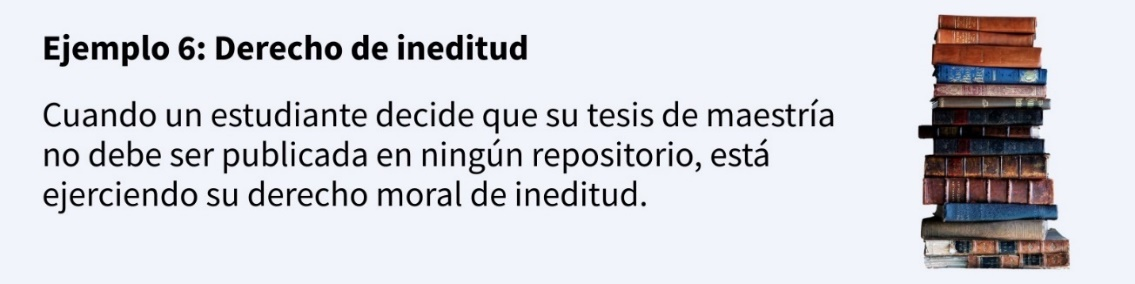 Ejemplo 6: Derecho de ineditud
Cuando un estudiante decide que su tesis de maestría
no debe ser publicada en ningún repositorio, está
ejerciendo su derecho moral de ineditud.